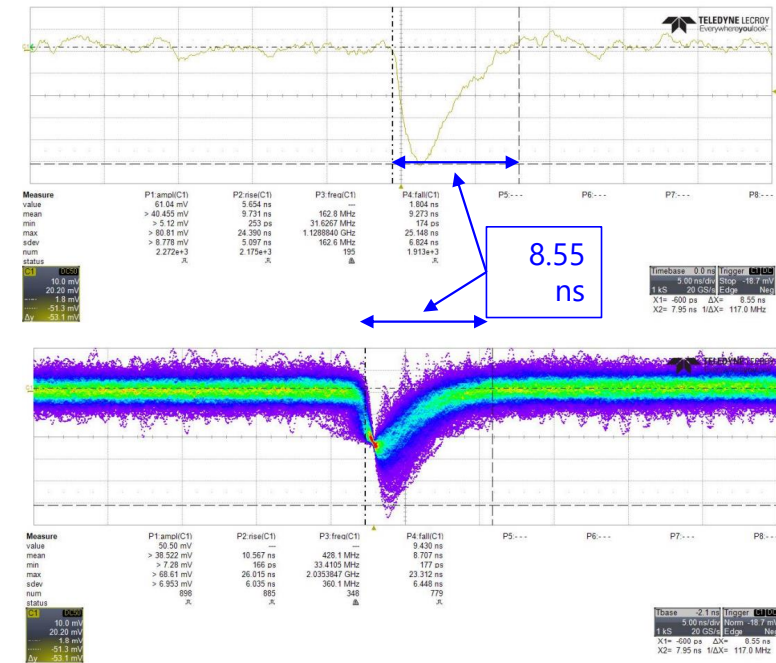 TELEDYNE LECROY
Everywhereyoulook
Measure P1:ampl(C1) P2:rise(C1) P3:freq(C1) P4:fall(C1) P5:- - - P6:- - - P7:- - - P8:- - -
value 61.04 mV 5.654 ns --- 1.804 ns
mean > 40.455 mV 9.731 ns 162.8 MHz 9.273 ns
min > 5.12 mV 253 ps 31.6267 MHz 174 ps
max > 80.81 mV 24.390 ns 1.1288840 GHz 25.148 ns
sdev > 8.778 mV 5.097 ns 162.6 MHz 6.824 ns
num 2.272e+3 2.175e+3 195 1.913e+3
status
8.55
ns
C1 DC50
10.0 mV
20.20 mV
1.8 mV
-51.3 mV
Δy -53.1 mV
Timebase 0.0 ns Trigger C1 DC
5.00 ns/div Stop -18.7 mV
1 kS 20 GS/s Edge Neg
X1= -600 ps ΔX= 8.55 ns
X2= 7.95 ns 1/ΔX= 117.0 MHz
TELEDYNE LECROY
Measure P1:ampl(C1) P2:rise(C1) P3:freq(C1) P4:fall(C1) P5:- - - P6:- - - P7:- - - P8:- - -
value 50.50 mV --- --- 9.430 ns
mean > 38.522 mV 10.567 ns 428.1 MHz 8.707 ns
min > 7.28 mV 166 ps 33.4105 MHz 177 ps
max > 68.61 mV 26.015 ns 2.0353847 GHz 23.312 ns
sdev > 6.953 mV 6.035 ns 360.1 MHz 6.448 ns
num 898 885 348 779
status
C1 DC50
10.0 mV
20.20 mV
1.8 mV
-51.3 mV
Δy -53.1 mV
Tbase -2.1 ns Trigger C1 DC
5.00 ns/div Norm -18.7 mV
1 kS 20 GS/s Edge Neg
X1= -600 ps ΔX= 8.55 ns
X2= 7.95 ns 1/ΔX= 117.0 MHz